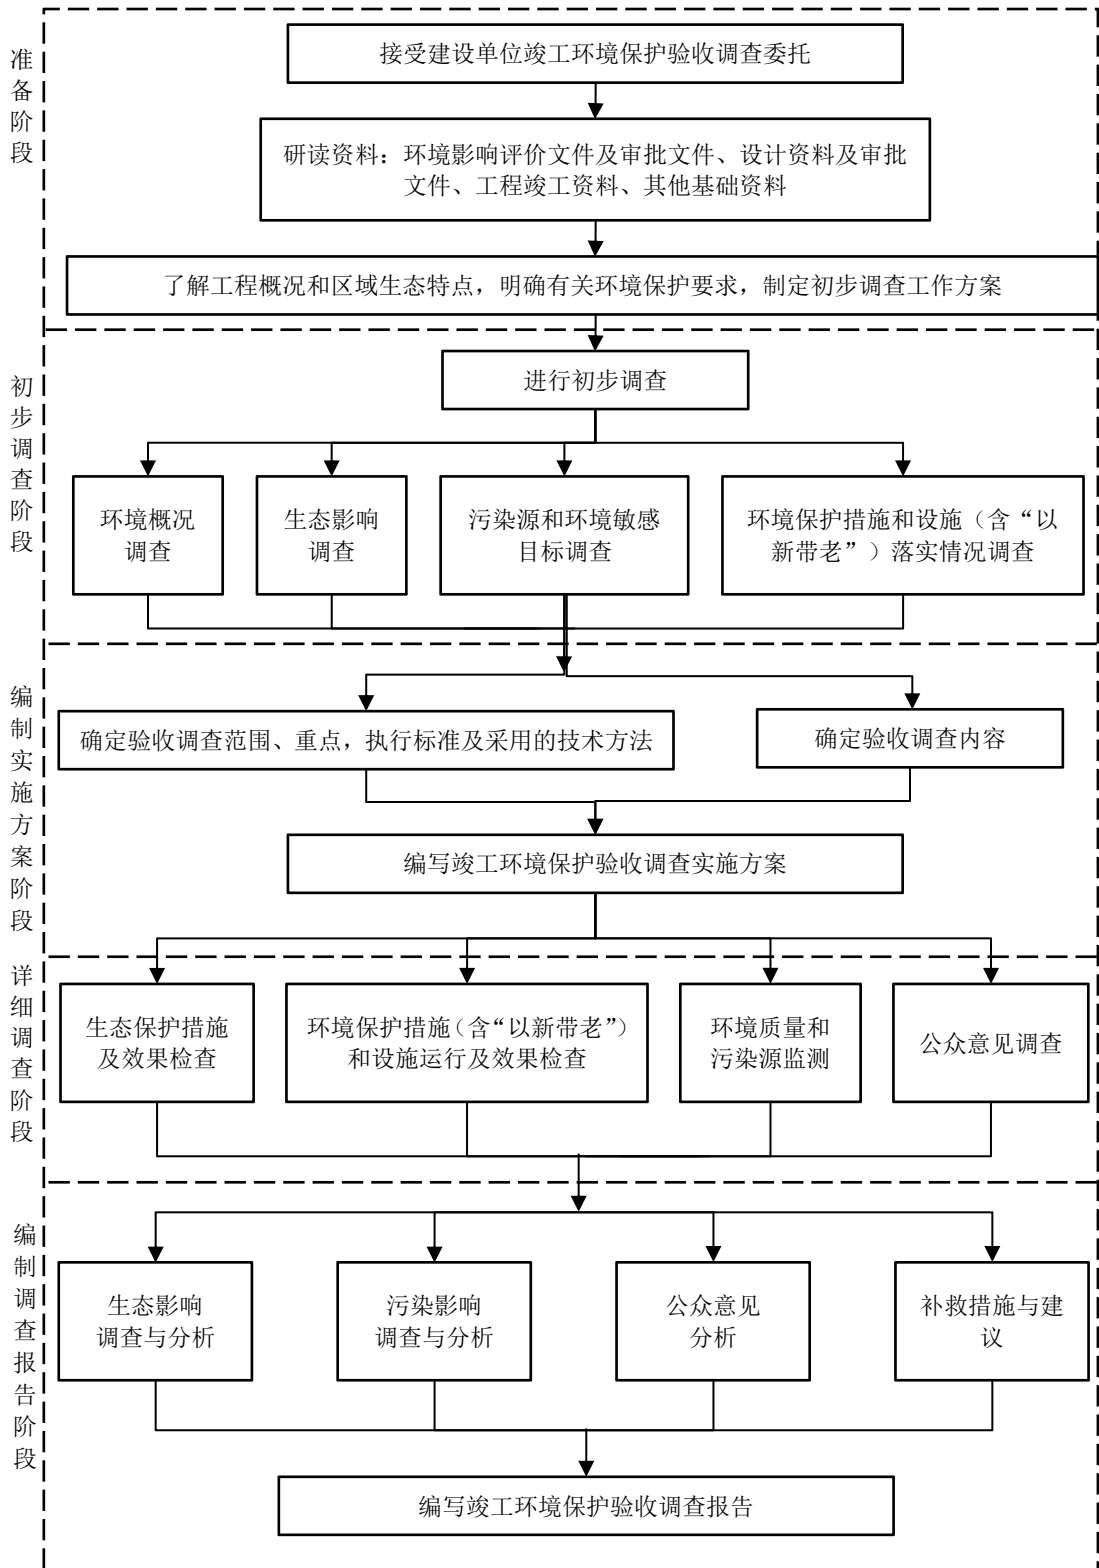 准备阶段
接受建设单位竣工环境保护验收调查委托
研读资料：环境影响评价文件及审批文件、设计资料及审批
文件、工程竣工资料、其他基础资料
了解工程概况和区域生态特点，明确有关环境保护要求，制定初步调查工作方案
初步调查阶段
进行初步调查
环境概况
调查
生态影响
调查
污染源和环境敏感
目标调查
环境保护措施和设施（含“以
新带老”）落实情况调查
编制实施方案阶段
确定验收调查范围、重点，执行标准及采用的技术方法
确定验收调查内容
编写竣工环境保护验收调查实施方案
详细调查阶段
生态保护措施
及效果检查
环境保护措施（含“以新带老”）
和设施运行及效果检查
环境质量和
污染源监测
公众意见调查
编制调查报告阶段
生态影响
调查与分析
污染影响
调查与分析
公众意见
分析
补救措施与建
议
编写竣工环境保护验收调查报告